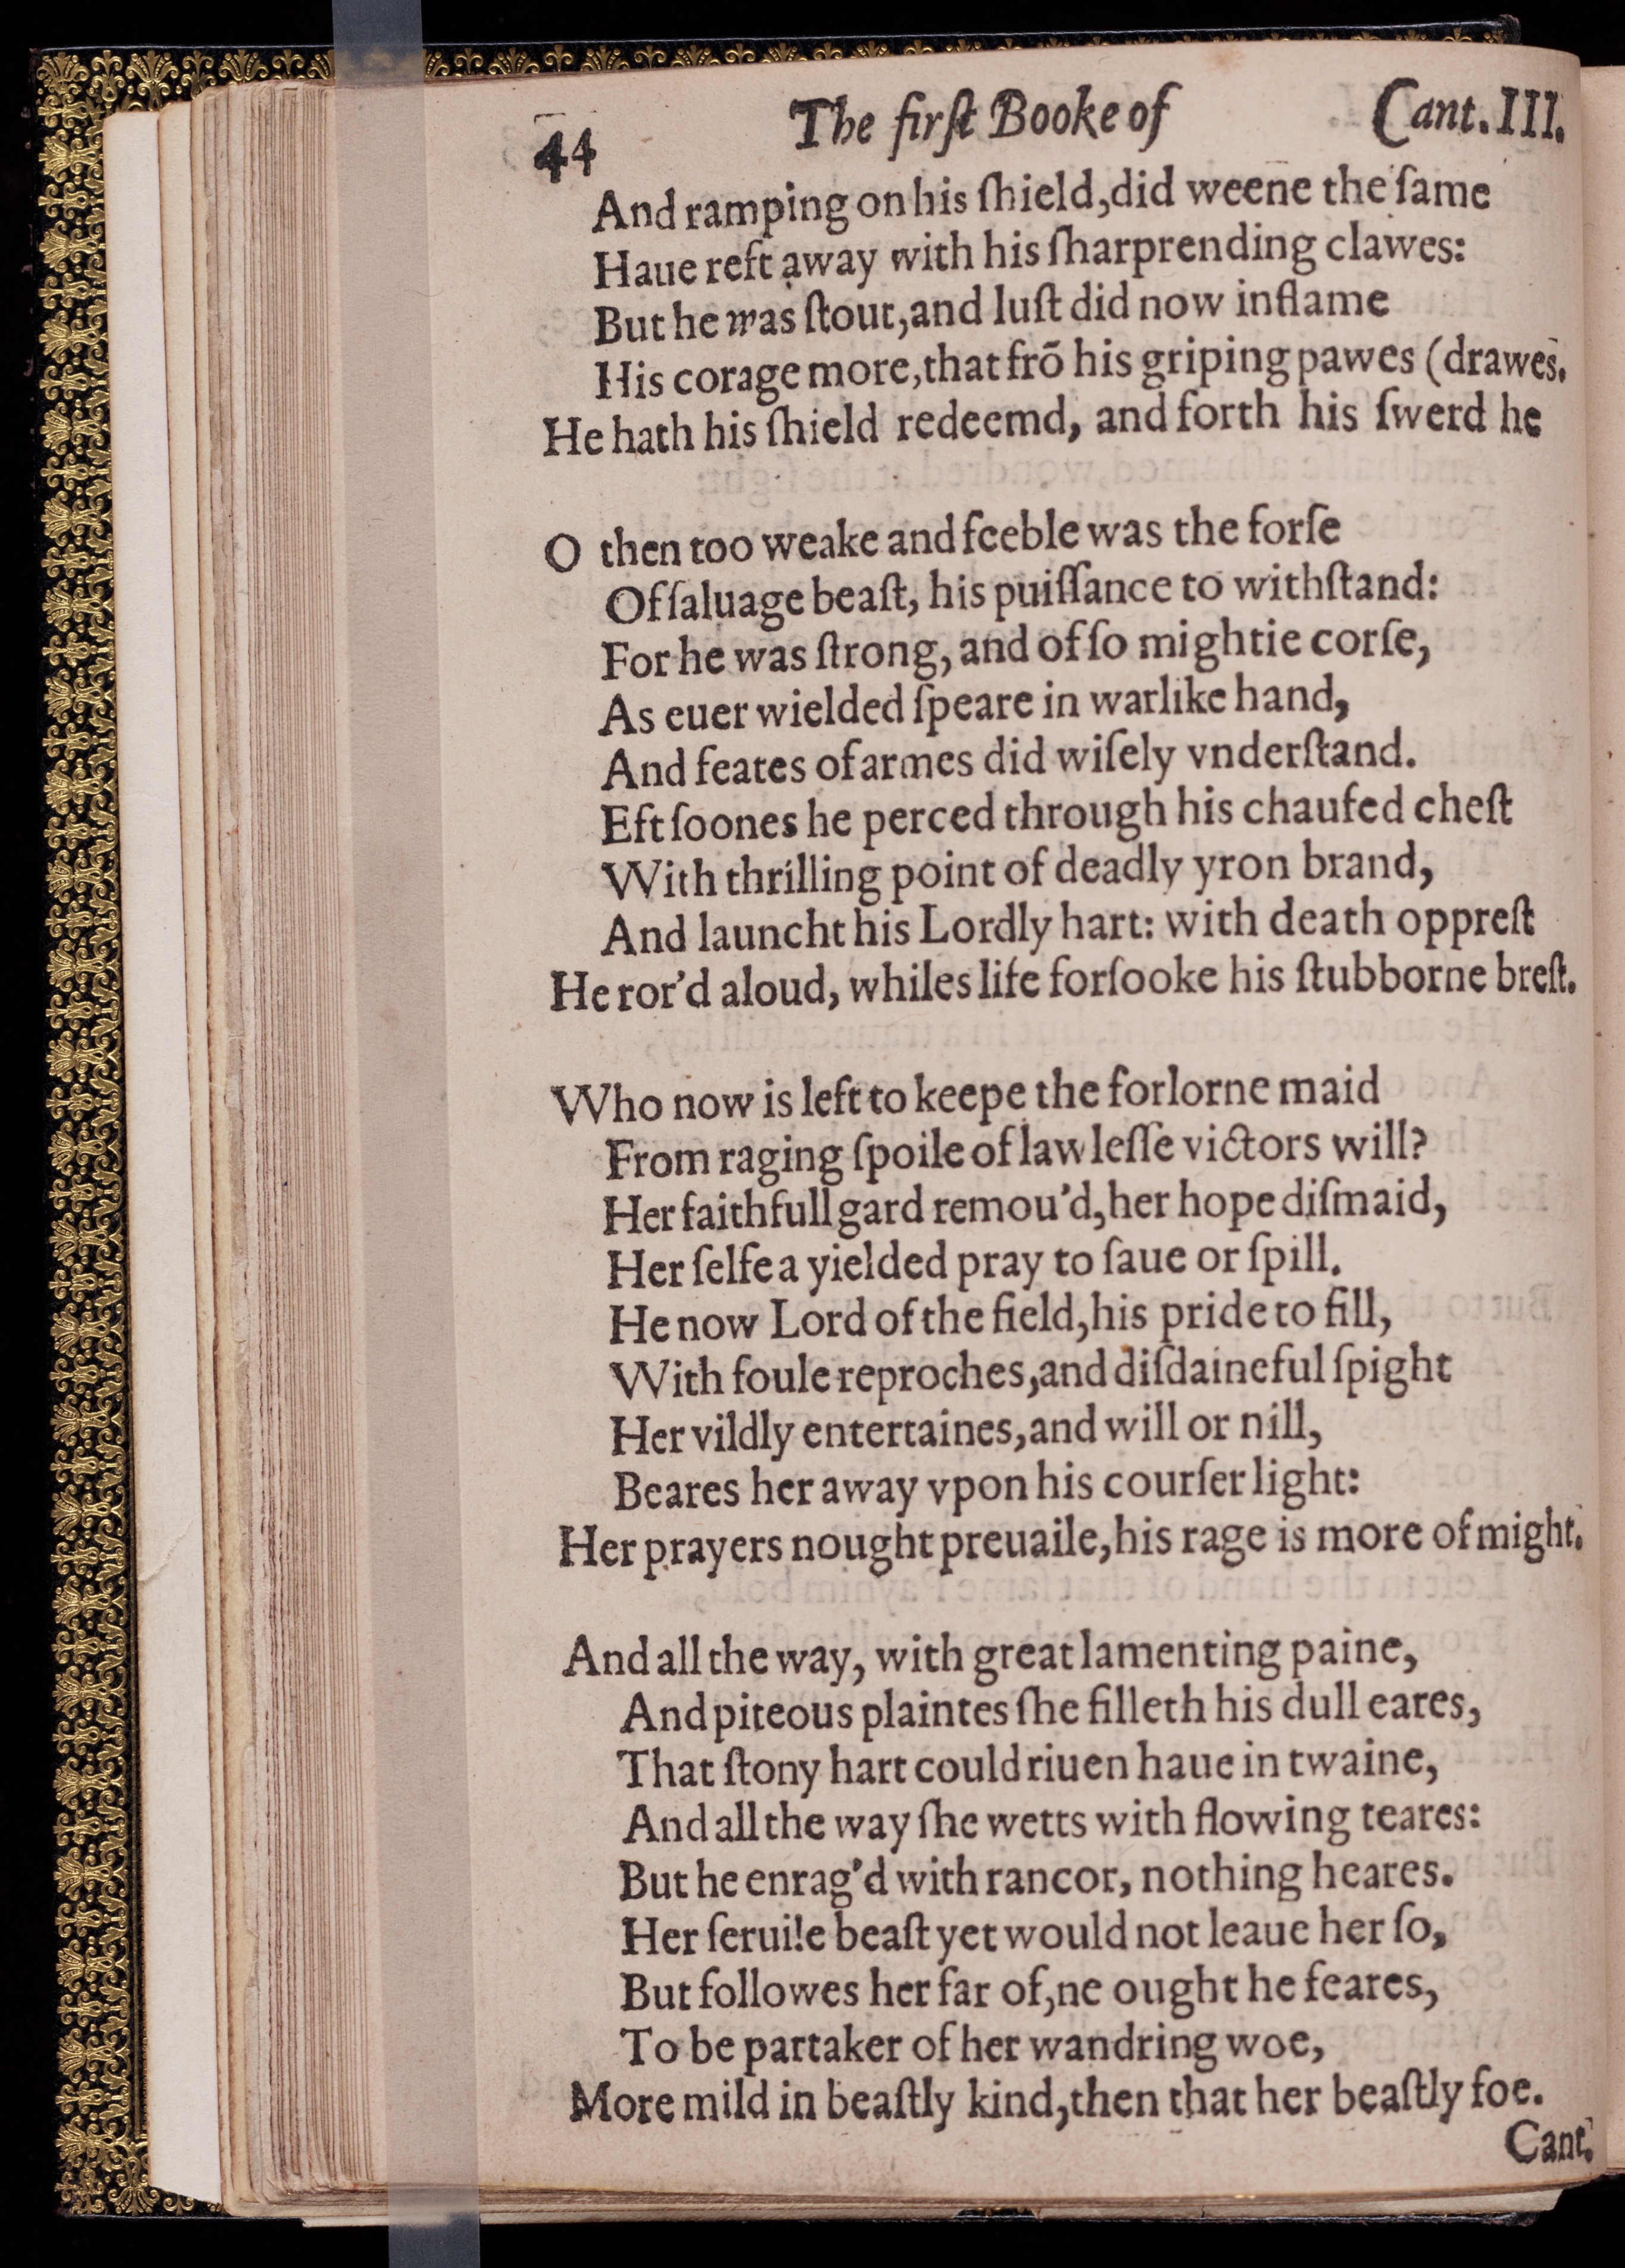 44 The firſt Booke of Cant. III.
And ramping on his ſhield, did weene the ſame
Haue reft away with his ſharprending clawes:
But he was ſtout, and luſt did now inflame
His corage more, that frō his griping pawes (drawes.
He hath his ſhield redeemd, and forth his ſwerd he
O then too weake and feeble was the forſe
Of ſaluage beaſt, his puiſſance to withſtand:
For he was ſtrong, and of ſo mightie corſe,
As euer wielded ſpeare in warlike hand,
And feates of armes did wiſely vnderſtand.
Eft ſoones he perced through his chaufed cheſt
With thrilling point of deadly yron brand,
And launcht his Lordly hart: with death oppreſt
He ror'd aloud, whiles life forſooke his ſtubborne breſt.
Who now is left to keepe the forlorne maid
From raging ſpoile of lawleſſe victors will?
Her faithfull gard remou'd, her hope diſmaid,
Her ſelfe a yielded pray to ſaue or ſpill.
He now Lord of the field, his pride to fill,
With foule reproches, and diſdaineful ſpight
Her vildly entertaines, and will or nill,
Beares her away vpon his courſer light:
Her prayers nought preuaile, his rage is more of might.
And all the way, with great lamenting paine,
And piteous plaintes ſhe filleth his dull eares,
That ſtony hart could riuen haue in twaine,
And all the way ſhe wetts with flowing teares:
But he enrag'd with rancor, nothing heares.
Her ſeruile beaſt yet would not leaue her ſo,
But followes her far of, ne ought he feares,
To be partaker of her wandring woe,
More mild in beaſtly kind, then that her beaſtly foe.
Cant.